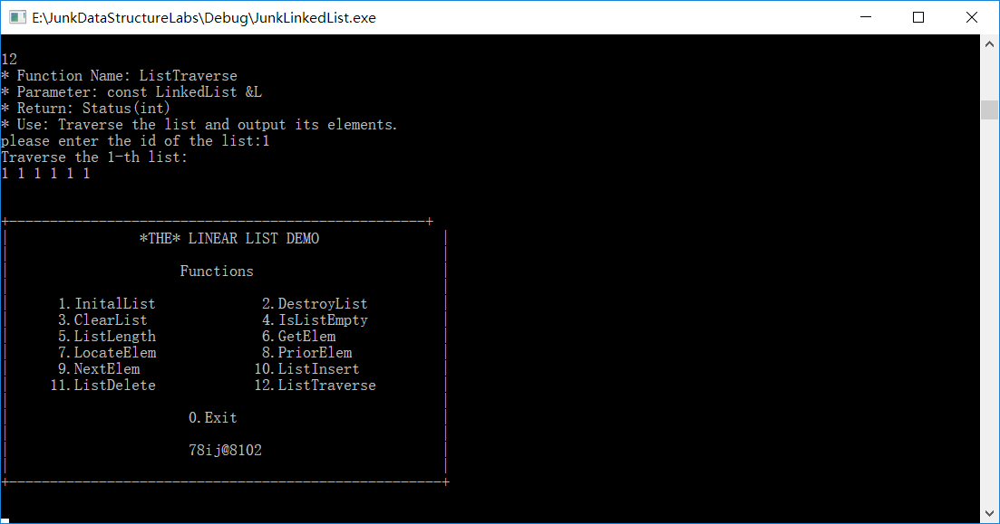 E:\JunkDataStructureLabs\Debug\JunkLinkedList.exe
12
* Function Name: ListTraverse
* Parameter: const LinkedList &L
* Return: Status(int)
* Use: Traverse the list and output its elements.
please enter the id of the list:1
Traverse the 1-th list:
1 1 1 1 1 1
+---------------------------------------------------+
*THE* LINEAR LIST DEMO
Functions
1.InitalList 2.DestroyList
3.ClearList 4.IsListEmpty
5.ListLength 6.GetElem
7.LocateElem 8.PriorElem
9.NextElem 10.ListInsert
11.ListDelete 12.ListTraverse
0.Exit
78ij@8102
+-----------------------------------------------------+